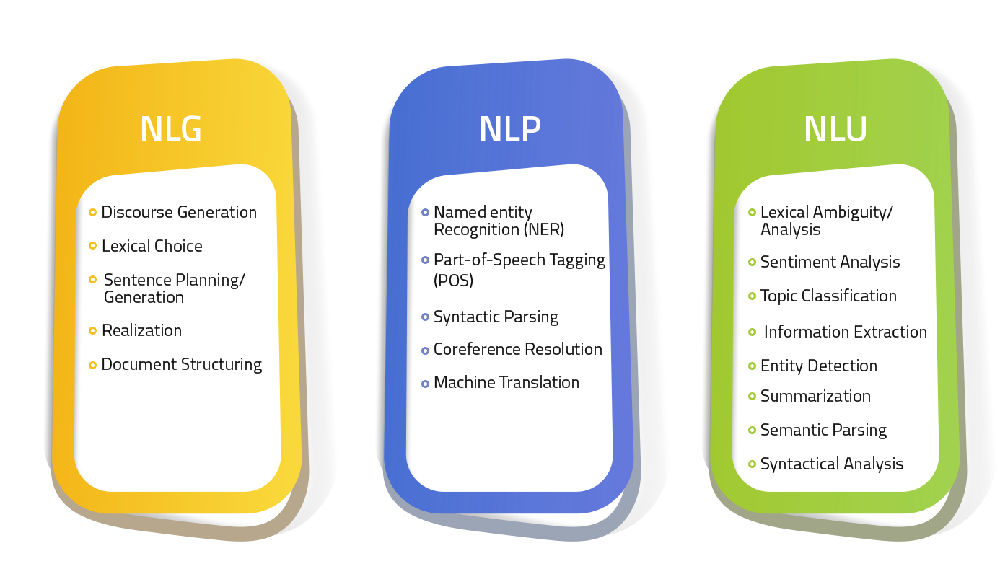 NLG
Discourse Generation
Lexical Choice
Sentence Planning/
Generation
Realization
Document Structuring
NLP
Named entity
Recognition (NER)
Part-of-Speech Tagging
(POS)
Syntactic Parsing
Coreference Resolution
Machine Translation
NLU
Lexical Ambiguity/
Analysis
Sentiment Analysis
Topic Classification
Information Extraction
Entity Detection
Summarization
Semantic Parsing
Syntactical Analysis